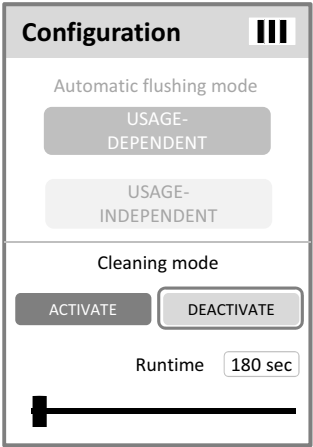 Configuration
Automatic flushing mode
USAGE-
DEPENDENT
USAGE-
INDEPENDENT
Cleaning mode
ACTIVATE DEACTIVATE
Runtime 180 sec